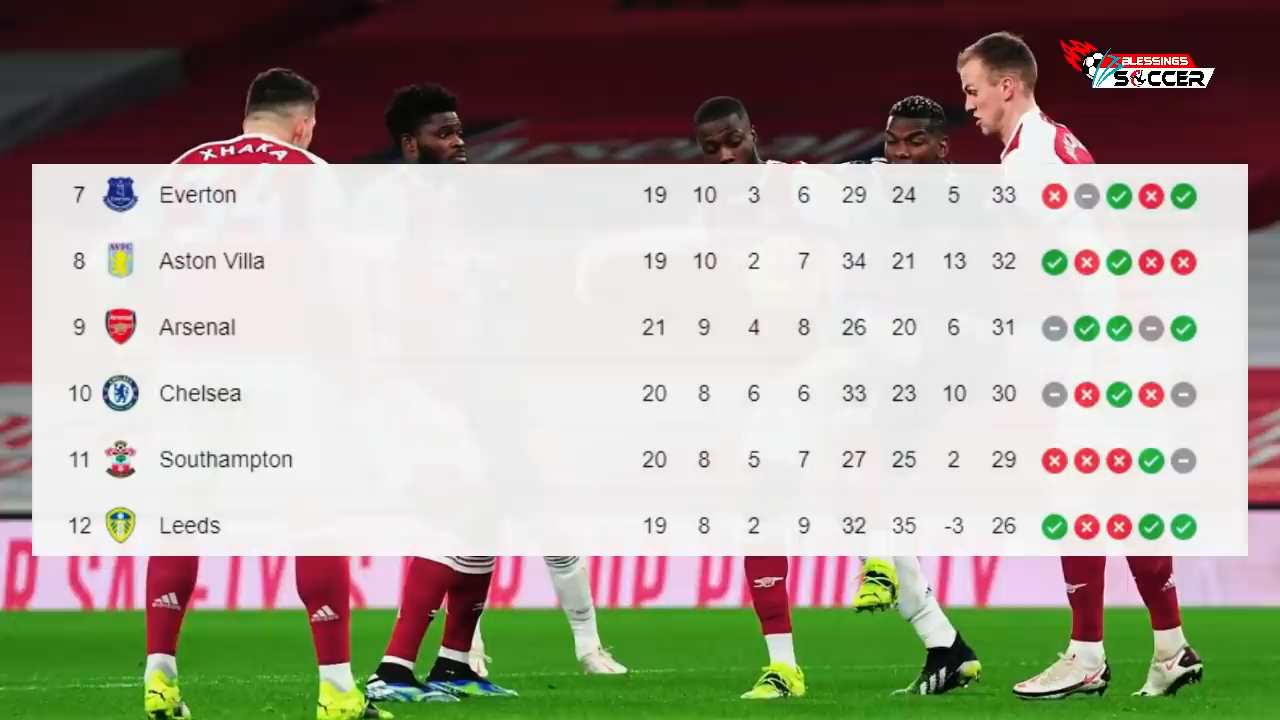 BLESSINGS
SOCCER
XHAKA
7 Everton 19 10 3 6 29 24 5 33
8 Aston Villa 19 10 2 7 34 21 13 32
9 Arsenal 21 9 4 8 26 20 6 31
10 Chelsea 20 8 6 6 33 23 10 30
11 Southampton 20 8 5 7 27 25 2 29
12 Leeds 19 8 2 9 32 35 -3 26
adidas
adidas